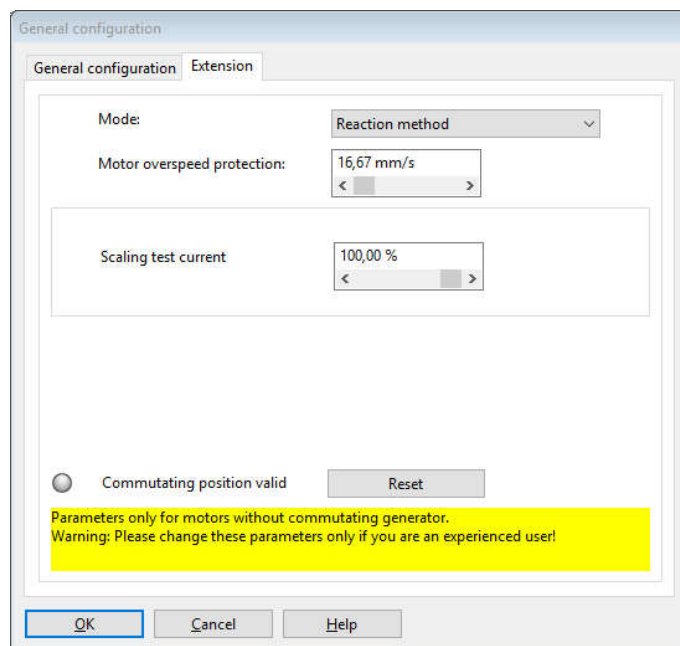 General configuration
General configuration Extension
Mode: Reaction method
Motor overspeed protection: 16,67 mm/s
Scaling test current 100,00 %
Commutating position valid Reset
Parameters only for motors without commutating generator.
Warning: Please change these parameters only if you are an experienced user!
OK Cancel Help